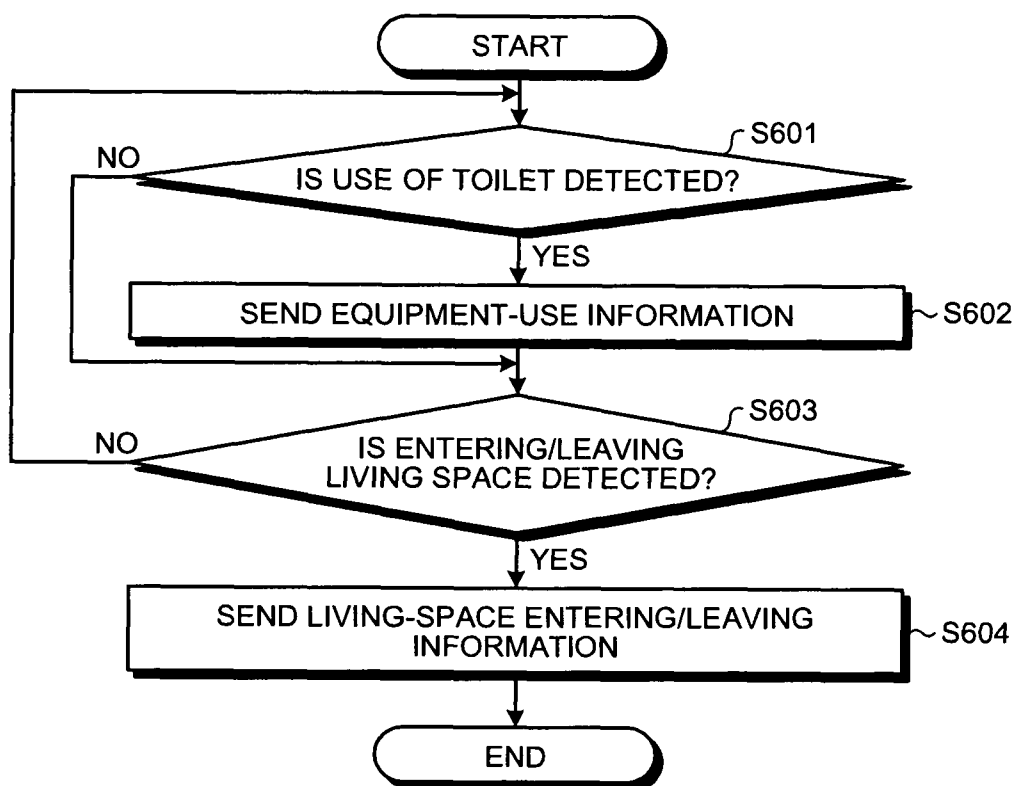 START
S601
NO
IS USE OF TOILET DETECTED?
YES
SEND EQUIPMENT-USE INFORMATION
S602
S603
NO
IS ENTERING/LEAVING
LIVING SPACE DETECTED?
YES
SEND LIVING-SPACE ENTERING/LEAVING
INFORMATION
S604
END